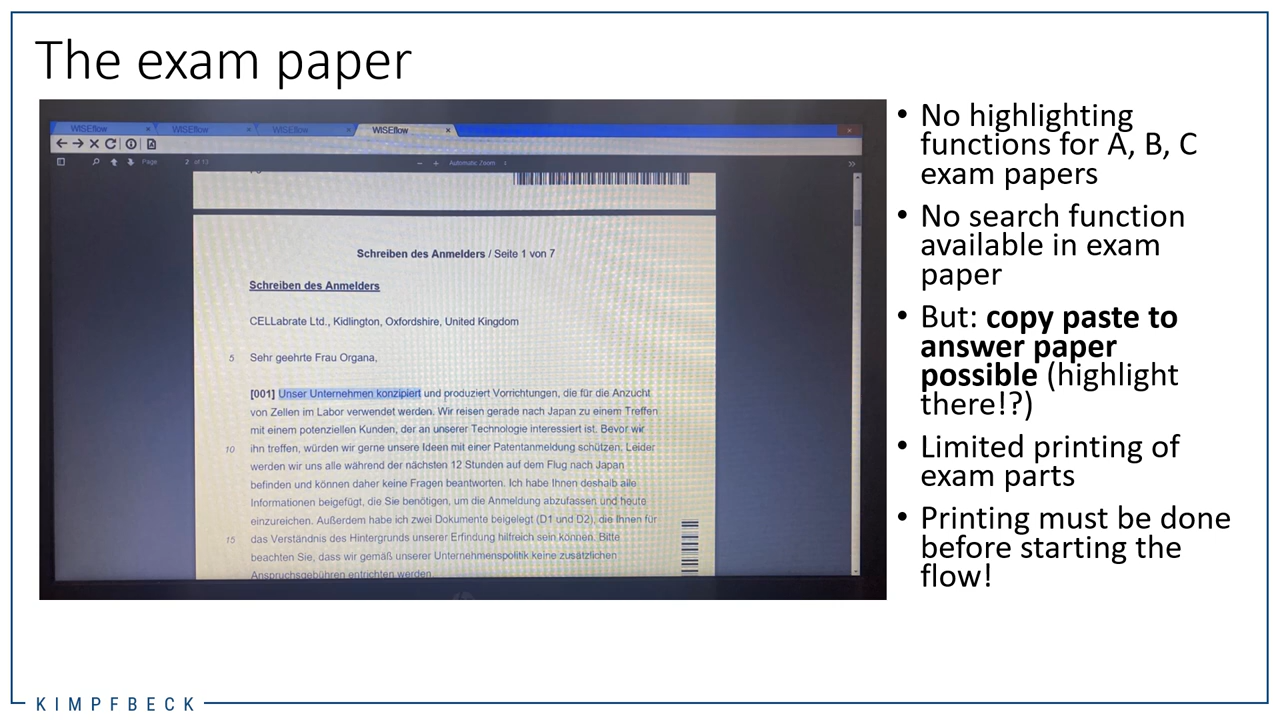 The exam paper
WISEflow
WISEflow
WISEflow
WISEflow
Page
2 of 13
Automatic Zoom
Schreiben des Anmelders / Seite 1 von 7
Schreiben des Anmelders
CELLabrate Ltd., Kidlington, Oxfordshire, United Kingdom
5 Sehr geehrte Frau Organa,
[001] Unser Unternehmen konzipiert und produziert Vorrichtungen, die für die Anzucht
von Zellen im Labor verwendet werden. Wir reisen gerade nach Japan zu einem Treffen
mit einem potenziellen Kunden, der an unserer Technologie interessiert ist. Bevor wir
10 ihn treffen, würden wir gerne unsere Ideen mit einer Patentanmeldung schützen. Leider
werden wir uns alle während der nächsten 12 Stunden auf dem Flug nach Japan
befinden und können daher keine Fragen beantworten. Ich habe Ihnen deshalb alle
Informationen beigefügt, die Sie benötigen, um die Anmeldung abzufassen und heute
einzureichen. Außerdem habe ich zwei Dokumente beigelegt (D1 und D2), die Ihnen für
15 das Verständnis des Hintergrunds unserer Erfindung hilfreich sein können. Bitte
beachten Sie, dass wir gemäß unserer Unternehmenspolitik keine zusätzlichen
Anspruchsgebühren entrichten werden.
• No highlighting
functions for A, B, C
exam papers
• No search function
available in exam
paper
• But: copy paste to
answer paper
possible (highlight
there!?)
• Limited printing of
exam parts
• Printing must be done
before starting the
flow!
KIMPFBECK